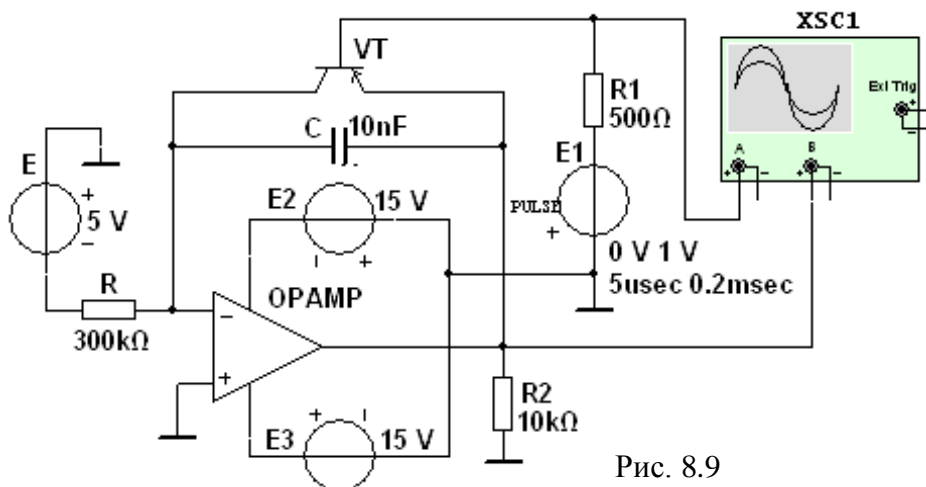 XSC1
VT
Ext Trig
+
−
R1
500Ω
C 10nF
A
B
+ − + −
E
+
5 V
−
E2 15 V
− +
E1
PULSE
+
0 V 1 V
5usec 0.2msec
R
300kΩ
OPAMP
−
+
R2
10kΩ
+ −
E3 15 V
Рис. 8.9